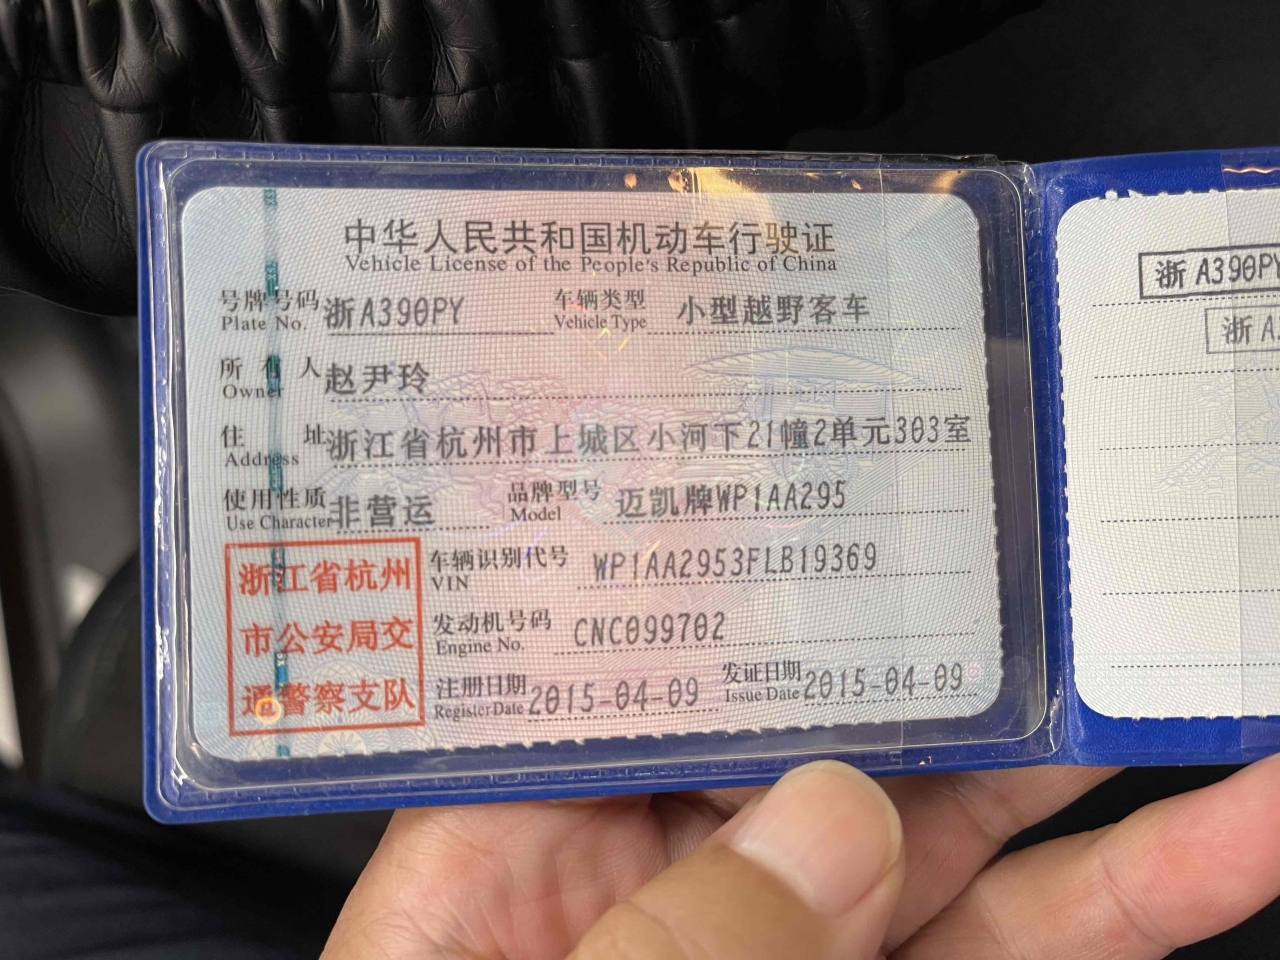 中华人民共和国机动车行驶证
Vehicle License of the People's Republic of China
号牌号码 浙A390PY 车辆类型 小型越野客车
Plate No. Vehicle Type
所有人 赵尹玲
Owner
住址 浙江省杭州市上城区小河下21幢2单元303室
Address
使用性质 非营运 品牌型号 迈凯牌WP1AA295
Use Character Model
浙江省杭州
市公安局交
通警察支队
车辆识别代号 WP1AA2953FLB19369
VIN
发动机号码 CNC099702
Engine No.
注册日期 2015-04-09 发证日期 2015-04-09
Register Date Issue Date
浙A390PY
浙A